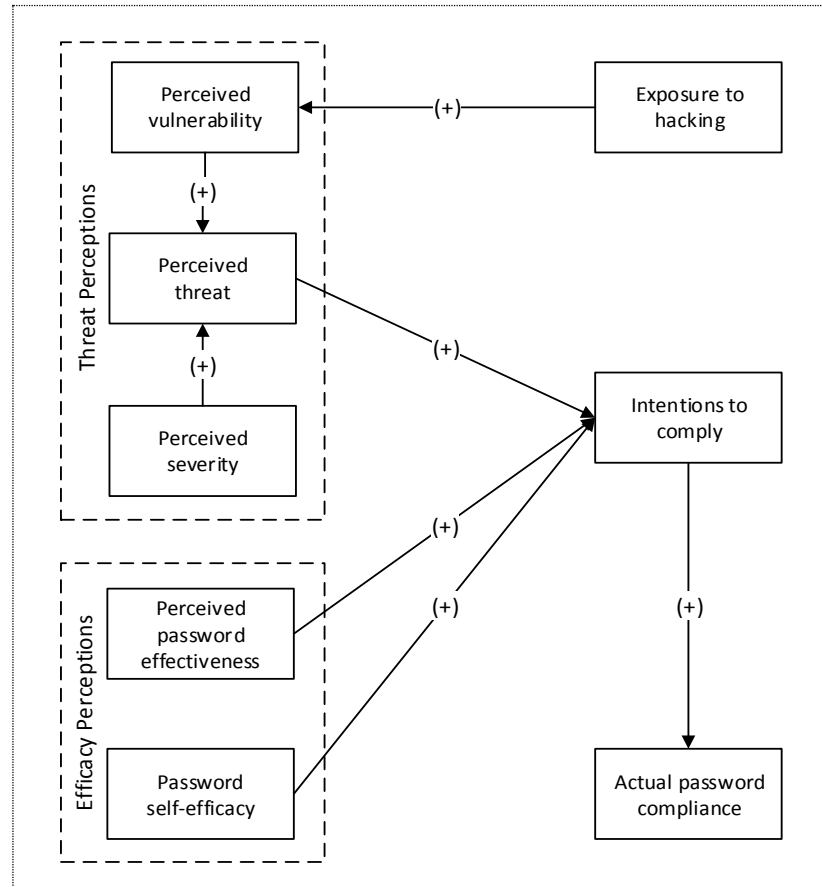 Threat Perceptions
Perceived
vulnerability
(+)
Exposure to
hacking
(+)
Perceived
threat
(+)
(+)
Perceived
severity
Intentions to
comply
Efficacy Perceptions
Perceived
password
effectiveness
(+)
(+)
(+)
Password
self-efficacy
Actual password
compliance